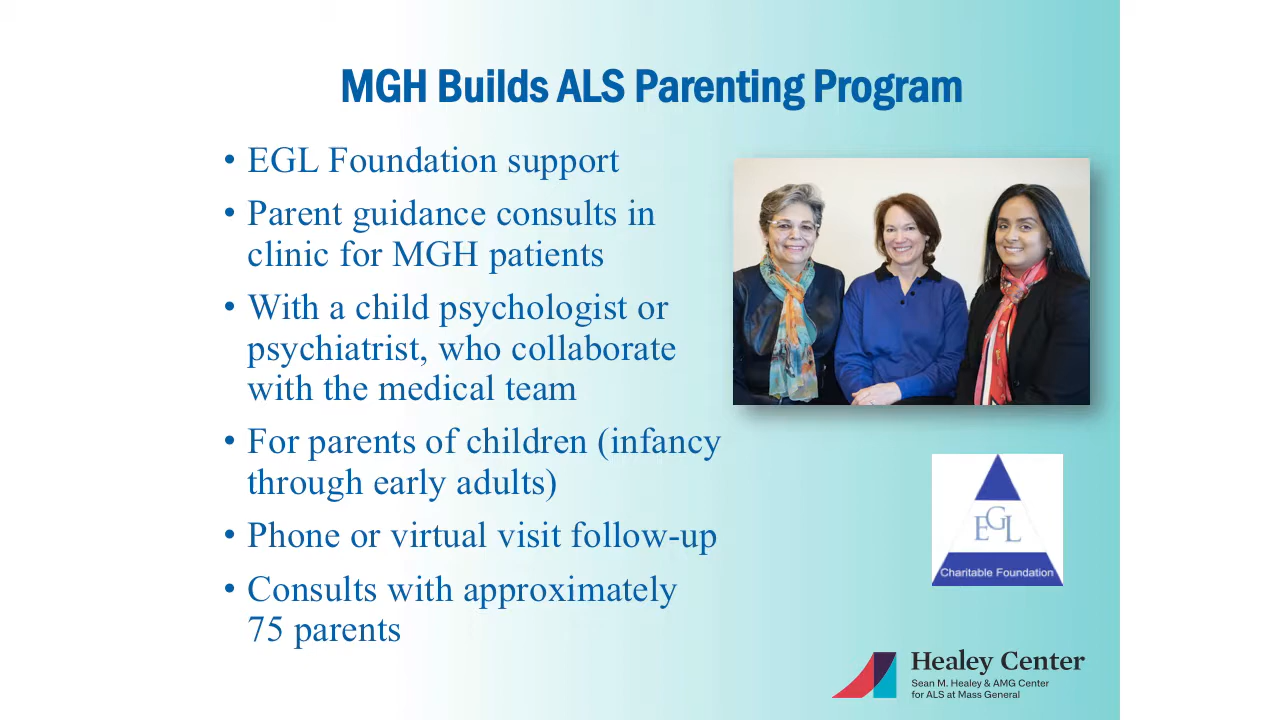 MGH Builds ALS Parenting Program
• EGL Foundation support
• Parent guidance consults in
clinic for MGH patients
• With a child psychologist or
psychiatrist, who collaborate
with the medical team
• For parents of children (infancy
through early adults)
• Phone or virtual visit follow-up
• Consults with approximately
75 parents
EGL
Charitable Foundation
Healey Center
Sean M. Healey & AMG Center
for ALS at Mass General